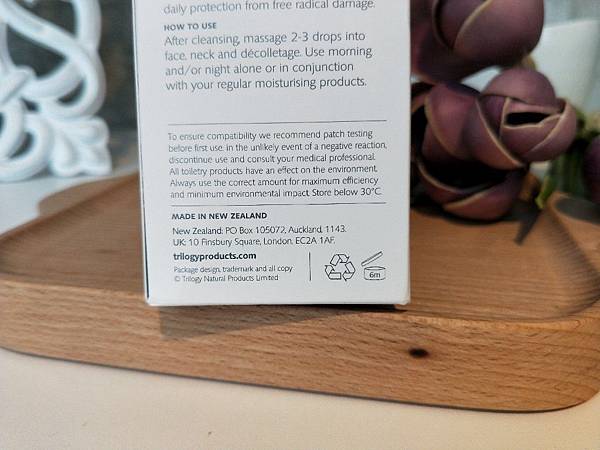 daily protection from free radical damage.
HOW TO USE
After cleansing, massage 2-3 drops into
face, neck and décolletage. Use morning
and/or night alone or in conjunction
with your regular moisturising products.
To ensure compatibility we recommend patch testing
before first use. In the unlikely event of a negative reaction,
discontinue use and consult your medical professional.
All toiletry products have an effect on the environment.
Always use the correct amount for maximum efficiency
and minimum environmental impact. Store below 30°C.
MADE IN NEW ZEALAND
New Zealand: PO Box 105072, Auckland, 1143.
UK: 10 Finsbury Square, London, EC2A 1AF.
trilogyproducts.com
Package design, trademark and all copy
© Trilogy Natural Products Limited
6m